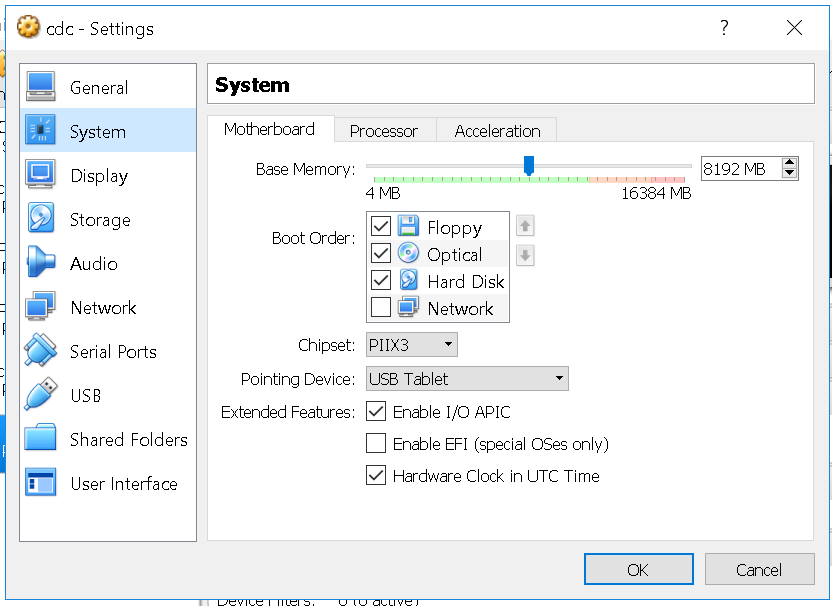 cdc - Settings
?
General
System
Display
Storage
Audio
Network
Serial Ports
USB
Shared Folders
User Interface
System
Motherboard Processor Acceleration
Base Memory: 8192 MB
4 MB 16384 MB
Boot Order:
Floppy
Optical
Hard Disk
Network
Chipset: PIIX3
Pointing Device: USB Tablet
Extended Features: Enable I/O APIC
Enable EFI (special OSes only)
Hardware Clock in UTC Time
OK Cancel
Device Filters: 0 (0 active)